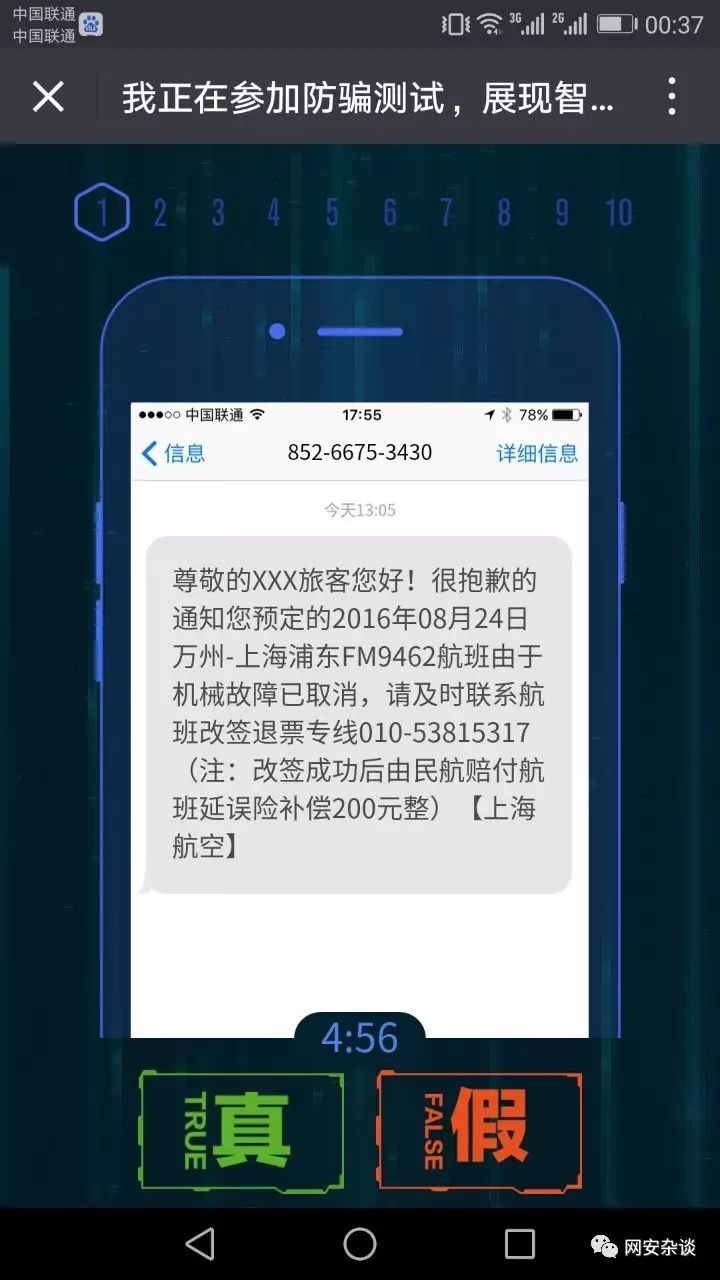 中国联通
中国联通
3G
2G
00:37
我正在参加防骗测试，展现智...
1 2 3 4 5 6 7 8 9 10
中国联通 17:55 78%
信息 852-6675-3430 详细信息
今天13:05
尊敬的XXX旅客您好！很抱歉的
通知您预定的2016年08月24日
万州-上海浦东FM9462航班由于
机械故障已取消，请及时联系航
班改签退票专线010-53815317
（注：改签成功后由民航赔付航
班延误险补偿200元整）【上海
航空】
4:56
TRUE 真
FALSE 假
网安杂谈